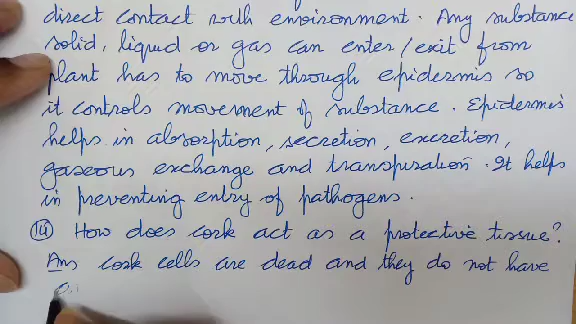 direct contact with environment. Any substance
solid, liquid or gas can enter/exit from
plant has to move through epidermis so
it controls movement of substance. Epidermis
helps in absorption, secretion, excretion,
gaseous exchange and transpiration. It helps
in preventing entry of pathogens.
14 How does cork act as a protective tissue?
Ans Cork cells are dead and they do not have